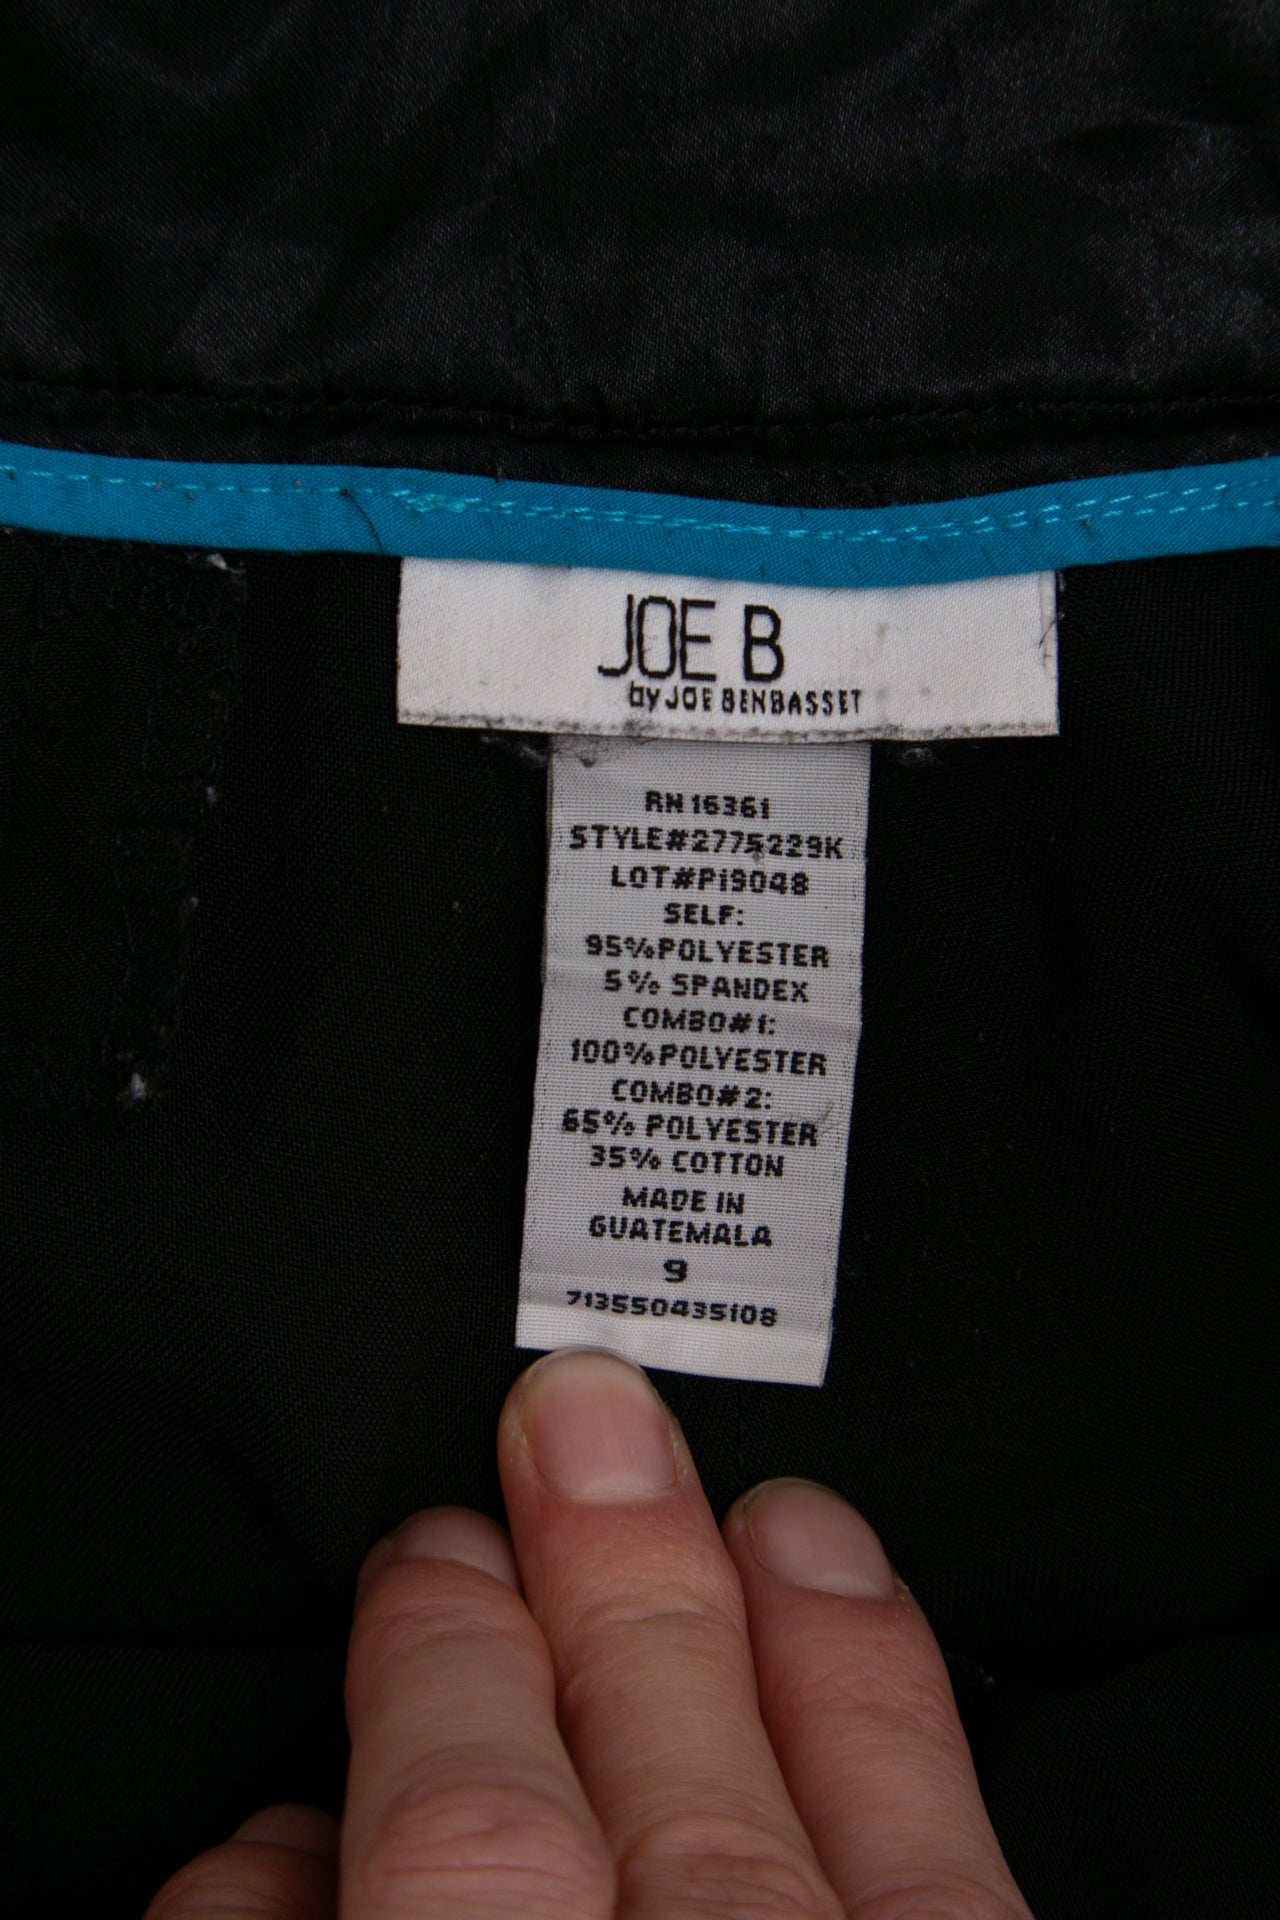 JOE B
by JOE BENBASSET
RN 16361
STYLE#2775229K
LOT#PI9048
SELF:
95%POLYESTER
5% SPANDEX
COMBO#1:
100%POLYESTER
COMBO#2:
65% POLYESTER
35% COTTON
MADE IN
GUATEMALA
9
713550435108